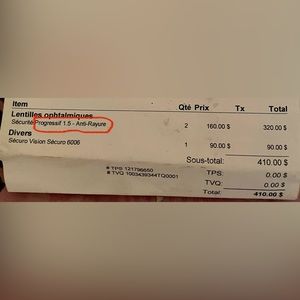 Item Qté Prix Tx Total
Lentilles ophtalmiques
Sécurité Progressif 1.5 - Anti-Rayure 2 160.00 $ 320.00 $
Divers
Sécuro Vision Sécuro 6006 1 90.00 $ 90.00 $
Sous-total: 410.00 $
# TPS 121796650 TPS: 0.00 $
# TVQ 1003439344TQ0001 TVQ: 0.00 $
Total: 410.00 $